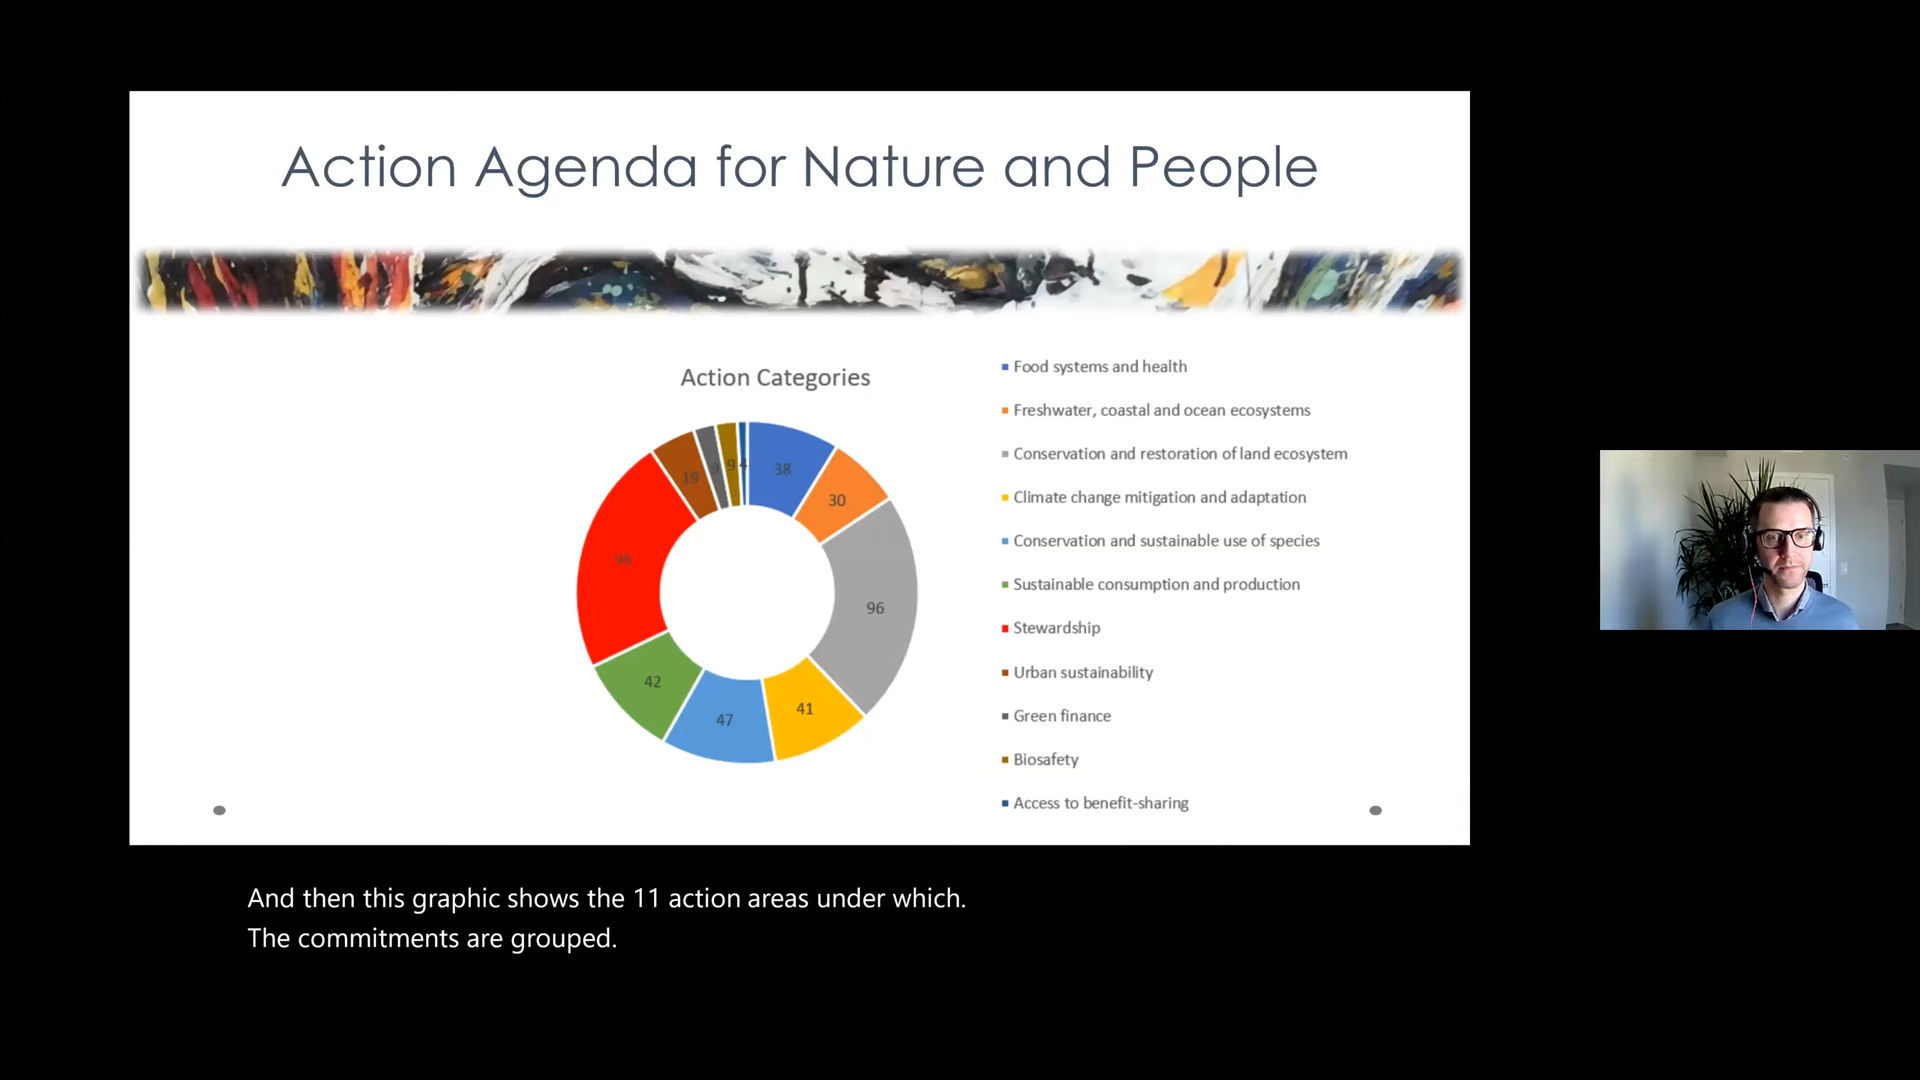 Action Agenda for Nature and People
Action Categories
38
30
96
41
47
42
98
19
9
4
Food systems and health
Freshwater, coastal and ocean ecosystems
Conservation and restoration of land ecosystem
Climate change mitigation and adaptation
Conservation and sustainable use of species
Sustainable consumption and production
Stewardship
Urban sustainability
Green finance
Biosafety
Access to benefit-sharing
And then this graphic shows the 11 action areas under which.
The commitments are grouped.